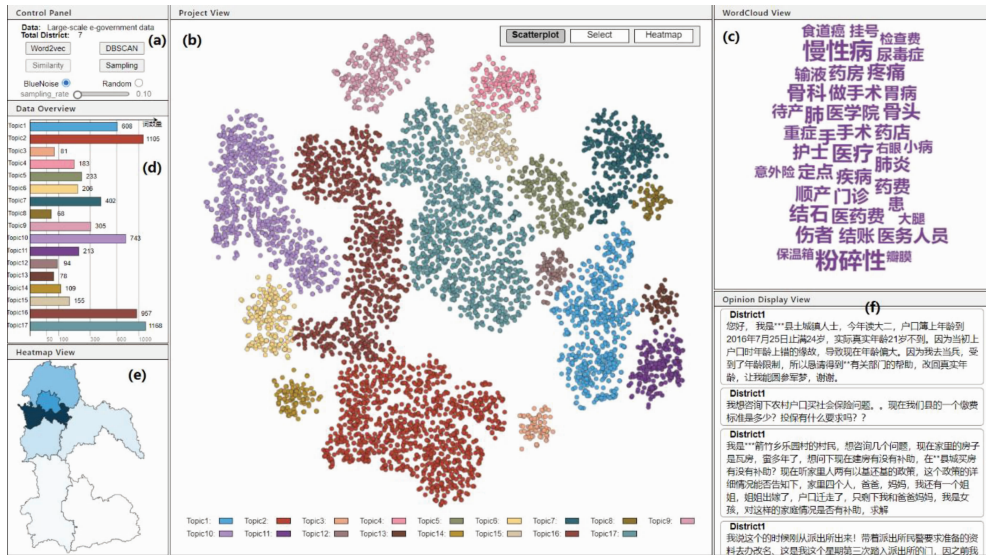 Control Panel
Data: Large-scale e-government data
Total District: 7
(a)
Word2vec
DBSCAN
Similarity
Sampling
BlueNoise
Random
sampling_rate
0.10
Data Overview
词数量
Topic1
608
Topic2
1105
Topic3
81
(d)
Topic4
183
Topic5
233
Topic6
206
Topic7
402
Topic8
68
Topic9
305
Topic10
743
Topic11
213
Topic12
94
Topic13
78
Topic14
109
Topic15
155
Topic16
957
Topic17
1168
50 100 400 800 1000
Heatmap View
(e)
Project View
(b)
Scatterplot
Select
Heatmap
Topic1: Topic2: Topic3: Topic4: Topic5: Topic6: Topic7: Topic8: Topic9:
Topic10: Topic11: Topic12: Topic13: Topic14: Topic15: Topic16: Topic17:
WordCloud View
(c)
食道癌 挂号 检查费
慢性病 尿毒症
输液 药房 疼痛
骨科 做手术 胃病
待产 肺 医学院 骨头
重症 手 手术 药店
护士 医疗 右眼 小病
意外险 定点 疾病 肺炎
顺产 门诊 药费 患
结石 医药费 大腿
伤者 结账 医务人员
保温箱 粉碎性 瓣膜
Opinion Display View
(f)
District1
您好， 我是***县土城镇人士，今年读大二，户口簿上年龄到
2016年7月25日止满24岁，实际真实年龄21岁不到。因为当初上
户口时年龄上错的缘故，导致现在年龄偏大。因为我去当兵，受
到了年龄限制，所以恳请得到**有关部门的帮助，改回真实年
龄，让我能圆参军梦，谢谢。
District1
我想咨询下农村户口买社会保险问题。。现在我们县的一个缴费
标准是多少？投保有什么要求吗？？
District1
我是***箭竹乡乐园村的村民，想咨询几个问题，现在家里的房子
是瓦房，蛮多年了，想问下现在建房有没有补助，在**县城买房
有没有补助？现在听家里人两有以基还基的政策，这个政策的详
细情况能否告知下，家里四个人，爸爸，妈妈，我还有一个姐
姐，姐姐出嫁了，户口迁走了，只剩下我和爸爸妈妈，我是女
孩，对这样的家庭情况是否有补助，求解
District1
我说这个的时候刚从派出所出来！带着派出所民警要求准备的资
料去办改名，这是我这个星期第三次踏入派出所的门，因之前我